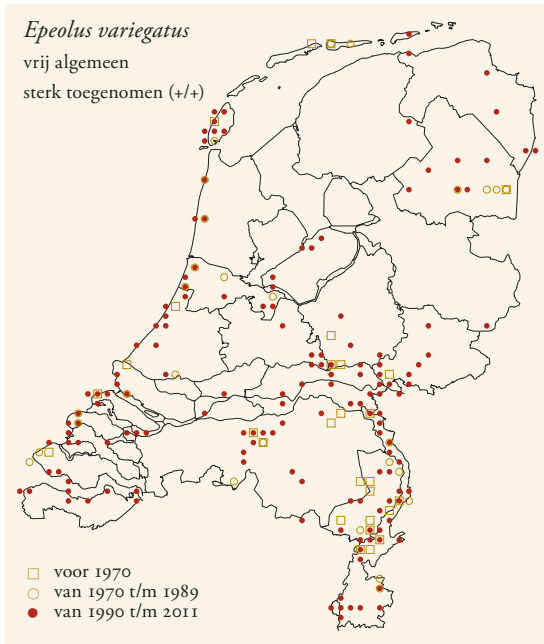 Epeolus variegatus
vrij algemeen
sterk toegenomen (+/+)
voor 1970
van 1970 t/m 1989
van 1990 t/m 2011